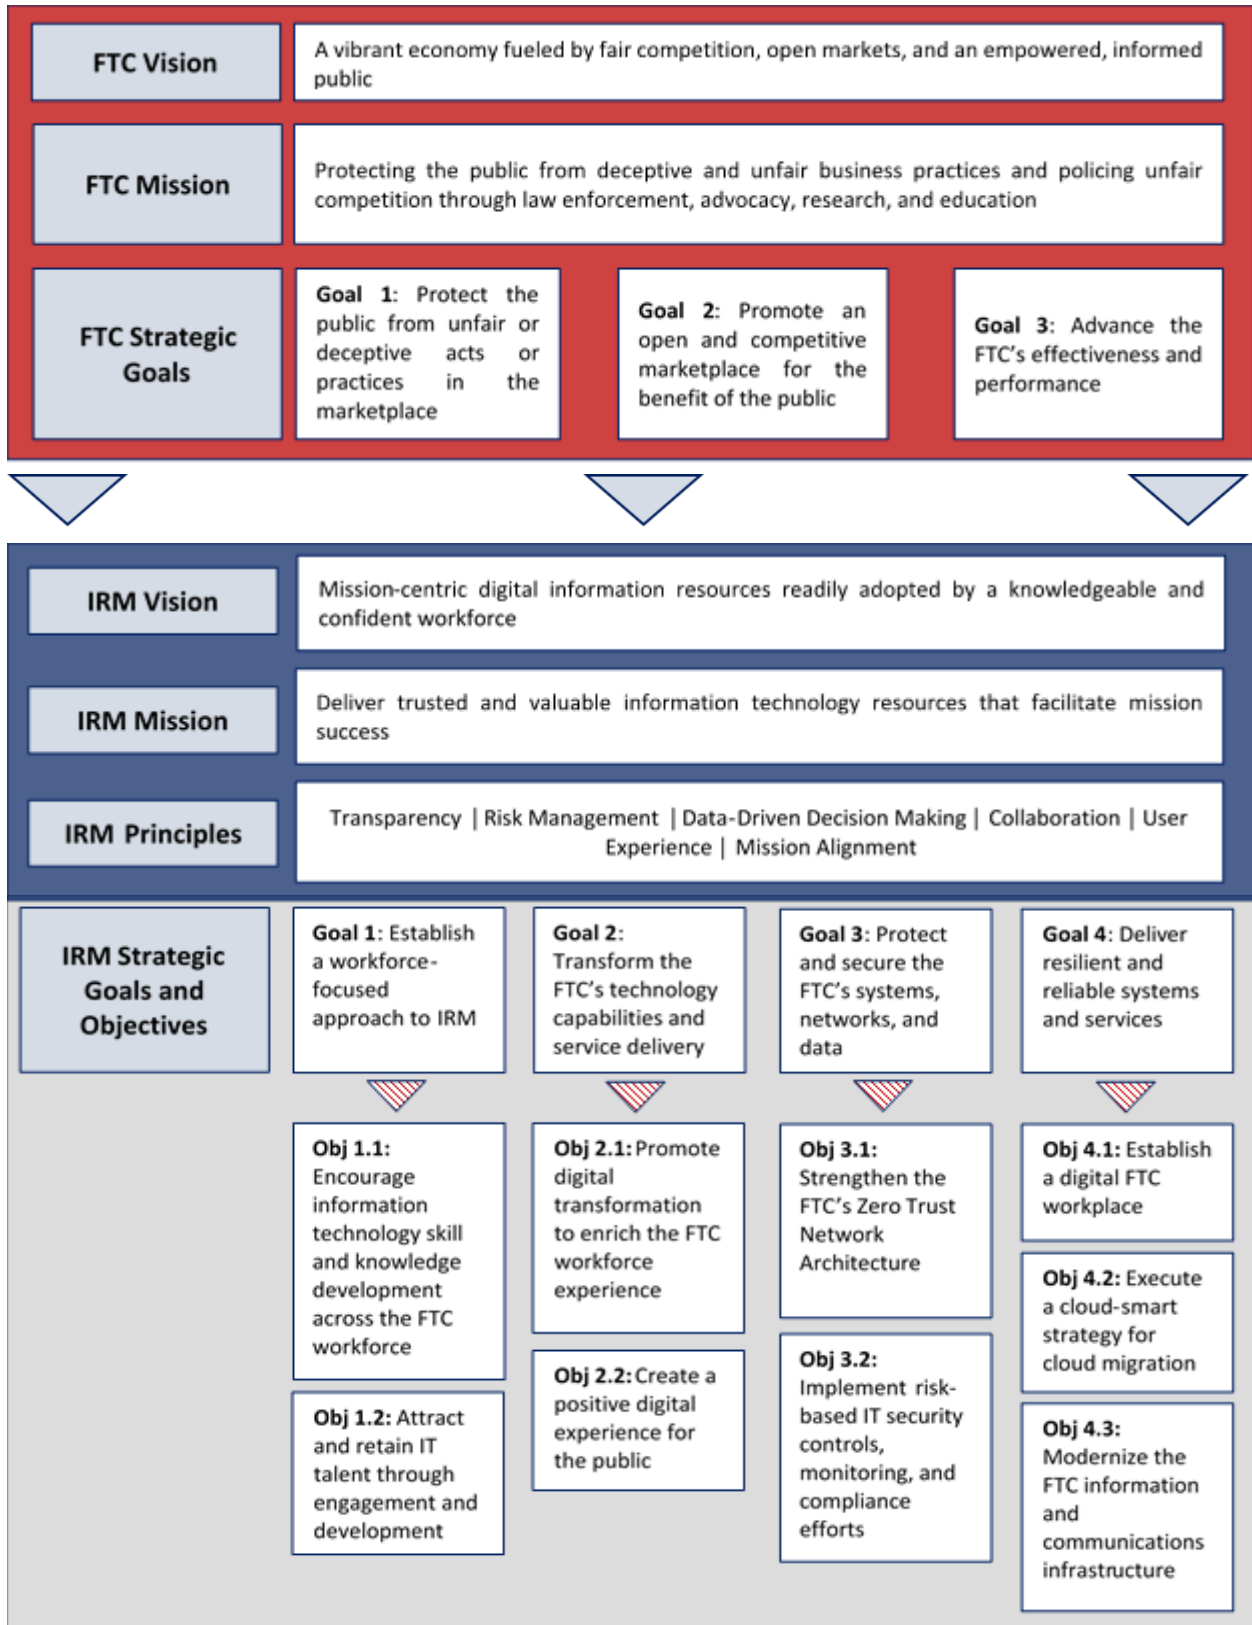 FTC Vision
A vibrant economy fueled by fair competition, open markets, and an empowered, informed
public
FTC Mission
Protecting the public from deceptive and unfair business practices and policing unfair
competition through law enforcement, advocacy, research, and education
FTC Strategic
Goals
Goal 1: Protect the
public from unfair or
deceptive acts or
practices in the
marketplace
Goal 2: Promote an
open and competitive
marketplace for the
benefit of the public
Goal 3: Advance the
FTC’s effectiveness and
performance
IRM Vision
Mission-centric digital information resources readily adopted by a knowledgeable and
confident workforce
IRM Mission
Deliver trusted and valuable information technology resources that facilitate mission
success
IRM Principles
Transparency | Risk Management | Data-Driven Decision Making | Collaboration | User
Experience | Mission Alignment
IRM Strategic
Goals and
Objectives
Goal 1: Establish
a workforce-
focused
approach to IRM
Goal 2:
Transform the
FTC’s technology
capabilities and
service delivery
Goal 3: Protect
and secure the
FTC’s systems,
networks, and
data
Goal 4: Deliver
resilient and
reliable systems
and services
Obj 1.1:
Encourage
information
technology skill
and knowledge
development
across the FTC
workforce
Obj 1.2: Attract
and retain IT
talent through
engagement and
development
Obj 2.1: Promote
digital
transformation
to enrich the FTC
workforce
experience
Obj 2.2: Create a
positive digital
experience for
the public
Obj 3.1:
Strengthen the
FTC’s Zero Trust
Network
Architecture
Obj 3.2:
Implement risk-
based IT security
controls,
monitoring, and
compliance
efforts
Obj 4.1: Establish
a digital FTC
workplace
Obj 4.2: Execute
a cloud-smart
strategy for
cloud migration
Obj 4.3:
Modernize the
FTC information
and
communications
infrastructure